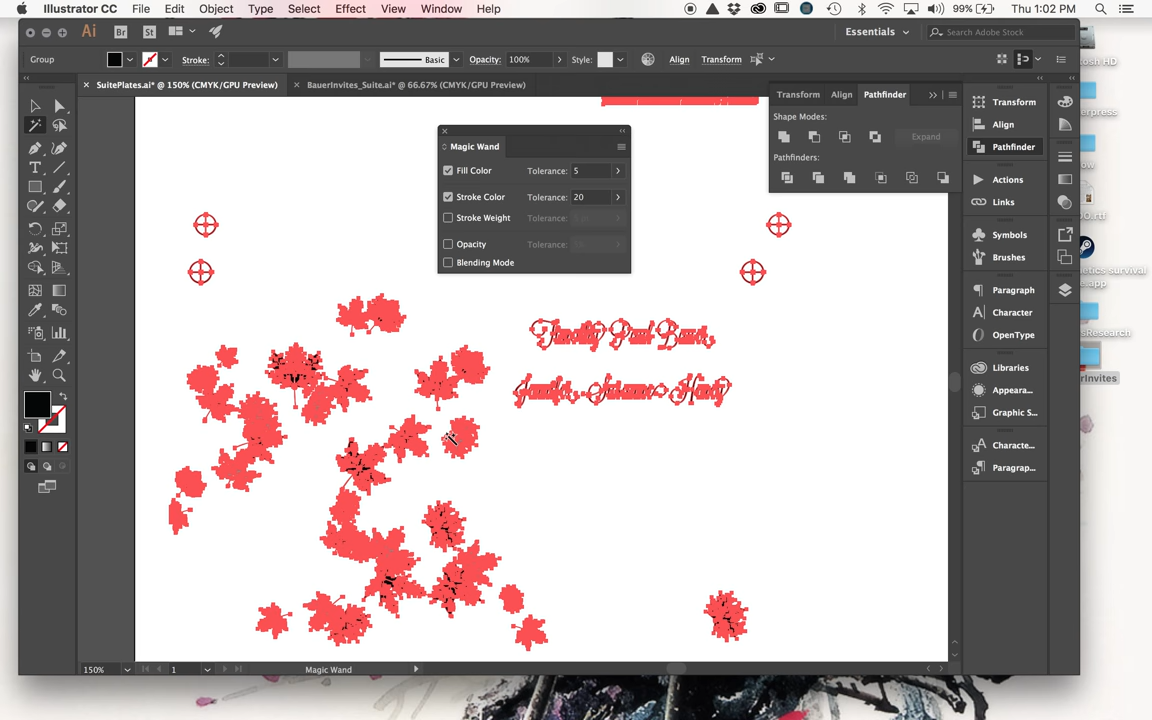 Illustrator CC File Edit Object Type Select Effect View Window Help 99% Thu 1:02 PM
Ai Br St Essentials Search Adobe Stock
Group Stroke: Basic Opacity: 100% Style: Align Transform
× SuitePlates.ai* @ 150% (CMYK/GPU Preview) × BauerInvites_Suite.ai* @ 66.67% (CMYK/GPU Preview)
Transform Align Pathfinder
Shape Modes:
Expand
Pathfinders:
Magic Wand
Fill Color Tolerance: 5
Stroke Color Tolerance: 20
Stroke Weight Tolerance:
Opacity Tolerance:
Blending Mode
Transform
Align
Pathfinder
Actions
Links
Symbols
Brushes
Paragraph
Character
OpenType
Libraries
Appeara...
Graphic S...
Characte...
Paragrap...
150% 1 Magic Wand